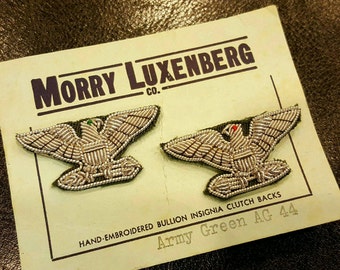 MORRY LUXENBERG
CO.
HAND-EMBROIDERED BULLION INSIGNIA CLUTCH BACKS
Army Green AG 44